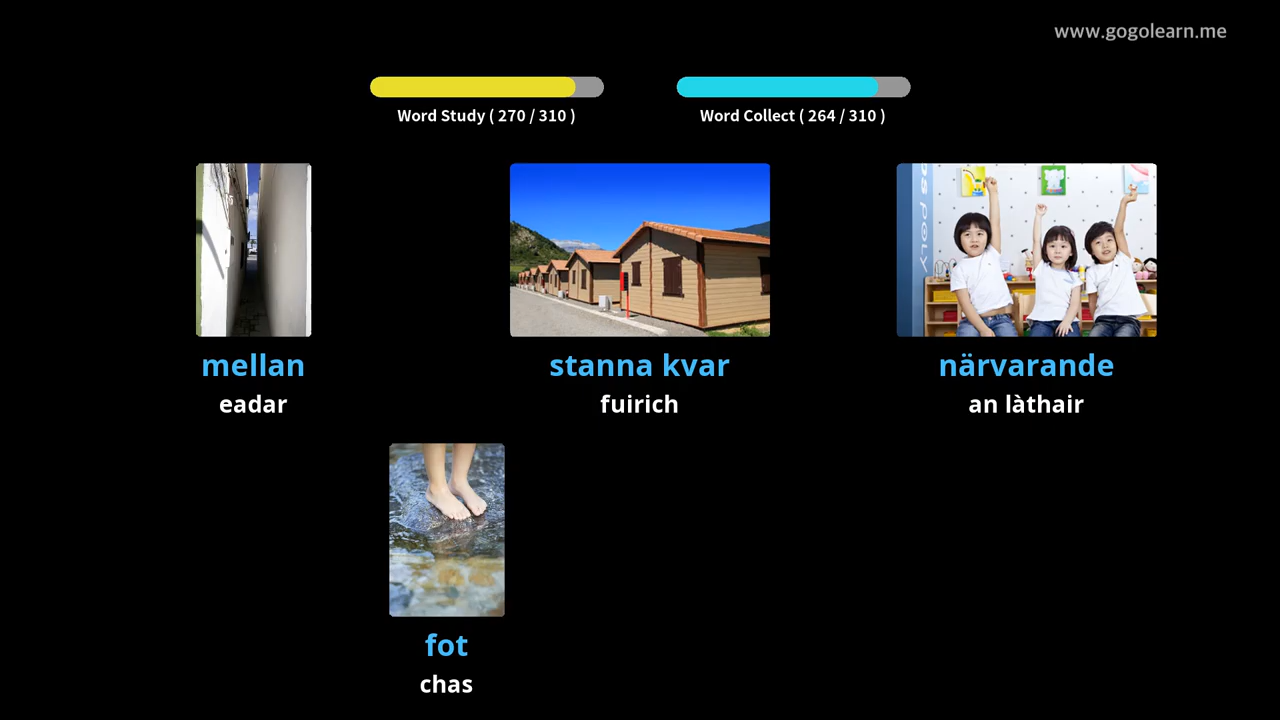 www.gogolearn.me
Word Study ( 270 / 310 )
Word Collect ( 264 / 310 )
mellan
eadar
stanna kvar
fuirich
närvarande
an làthair
fot
chas